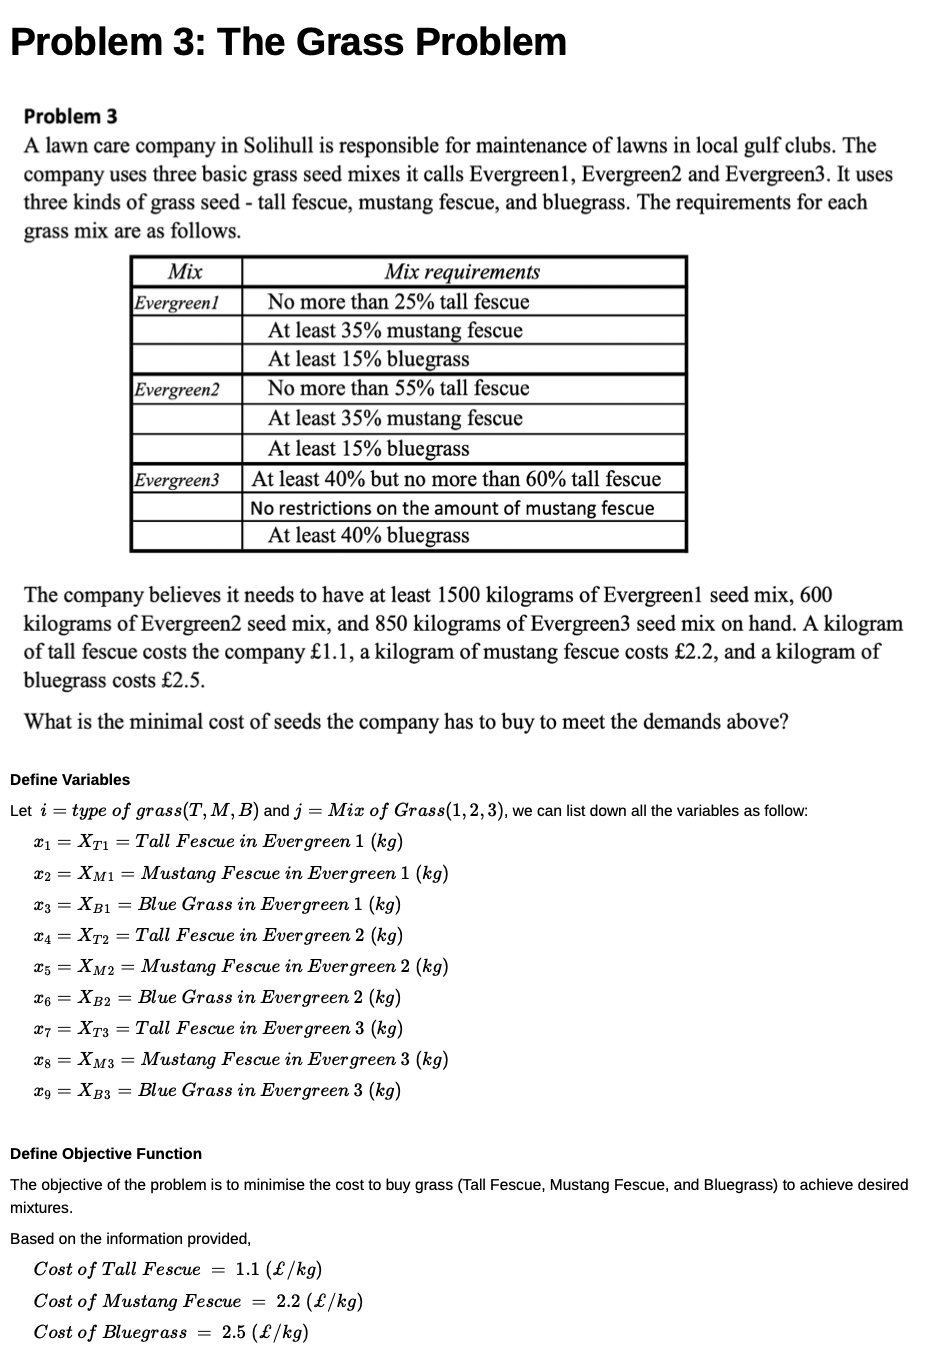 Problem 3: The Grass Problem
Problem 3
A lawn care company in Solihull is responsible for maintenance of lawns in local gulf clubs. The
company uses three basic grass seed mixes it calls Evergreen1, Evergreen2 and Evergreen3. It uses
three kinds of grass seed - tall fescue, mustang fescue, and bluegrass. The requirements for each
grass mix are as follows.
Mix Mix requirements
Evergreen1 No more than 25% tall fescue
At least 35% mustang fescue
At least 15% bluegrass
Evergreen2 No more than 55% tall fescue
At least 35% mustang fescue
At least 15% bluegrass
Evergreen3 At least 40% but no more than 60% tall fescue
No restrictions on the amount of mustang fescue
At least 40% bluegrass
The company believes it needs to have at least 1500 kilograms of Evergreen1 seed mix, 600
kilograms of Evergreen2 seed mix, and 850 kilograms of Evergreen3 seed mix on hand. A kilogram
of tall fescue costs the company £1.1, a kilogram of mustang fescue costs £2.2, and a kilogram of
bluegrass costs £2.5.
What is the minimal cost of seeds the company has to buy to meet the demands above?
Define Variables
Let i = type of grass(T, M, B) and j = Mix of Grass(1, 2, 3), we can list down all the variables as follow:
x₁ = X_T1 = Tall Fescue in Evergreen 1 (kg)
x₂ = X_M1 = Mustang Fescue in Evergreen 1 (kg)
x₃ = X_B1 = Blue Grass in Evergreen 1 (kg)
x₄ = X_T2 = Tall Fescue in Evergreen 2 (kg)
x₅ = X_M2 = Mustang Fescue in Evergreen 2 (kg)
x₆ = X_B2 = Blue Grass in Evergreen 2 (kg)
x₇ = X_T3 = Tall Fescue in Evergreen 3 (kg)
x₈ = X_M3 = Mustang Fescue in Evergreen 3 (kg)
x₉ = X_B3 = Blue Grass in Evergreen 3 (kg)
Define Objective Function
The objective of the problem is to minimise the cost to buy grass (Tall Fescue, Mustang Fescue, and Bluegrass) to achieve desired
mixtures.
Based on the information provided,
Cost of Tall Fescue = 1.1 (£/kg)
Cost of Mustang Fescue = 2.2 (£/kg)
Cost of Bluegrass = 2.5 (£/kg)